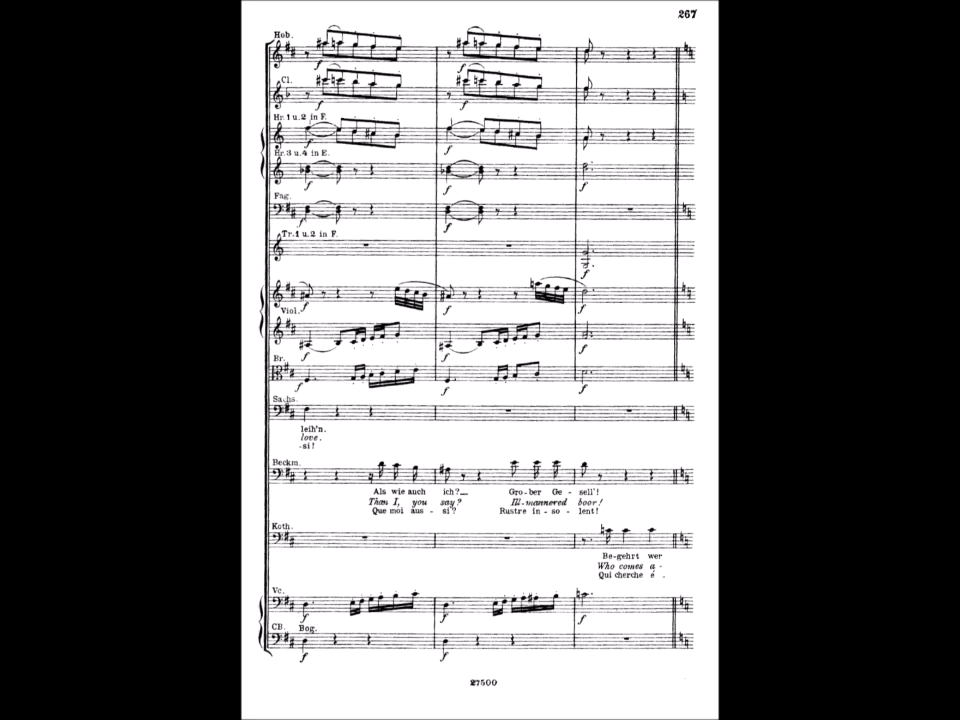 267
Hob.
f f
Cl.
f f
Hr. 1 u. 2 in F.
f f f
Hr. 3 u. 4 in E.
f f f
Fag.
f f
Tr. 1 u. 2 in F.
f
Viol.
f f f
f f f
Br.
f f f
Sachs.
leih'n.
love.
-si!
Beckm.
Als wie auch ich?_ Gro-ber Ge - sell'!
Than I, you say? Ill-mannered boor!
Que moi aus - si? Rustre in - so - lent!
Koth.
Be-gehrt wer
Who comes a -
Qui cherche é -
Vc.
f f f
CB. Bog.
f f
27500